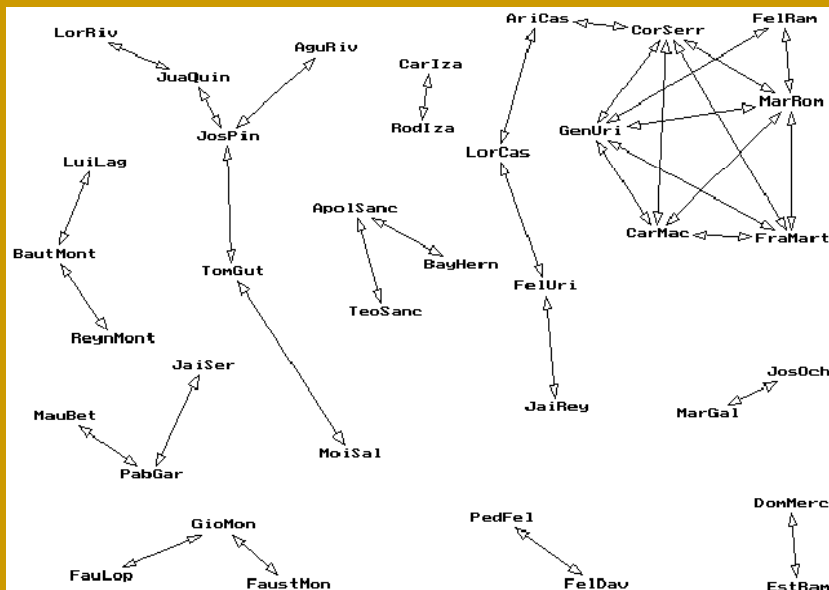 AriCas
FelRam
LorRiv
CorSerr
AguRiv
CarIza
JuaQuin
MarRom
RodIza
GenUri
JosPin
LorCas
LuiLag
ApolSanc
CarMac
FraMart
BautMont
BayHern
TomGut
FelUri
TeoSanc
ReynMont
JaiSer
JosOch
JaiRey
MauBet
MarGal
MoiSal
PabGar
DomMerc
PedFel
GioMon
FauLop
FaustMon
FelDav
EstRam